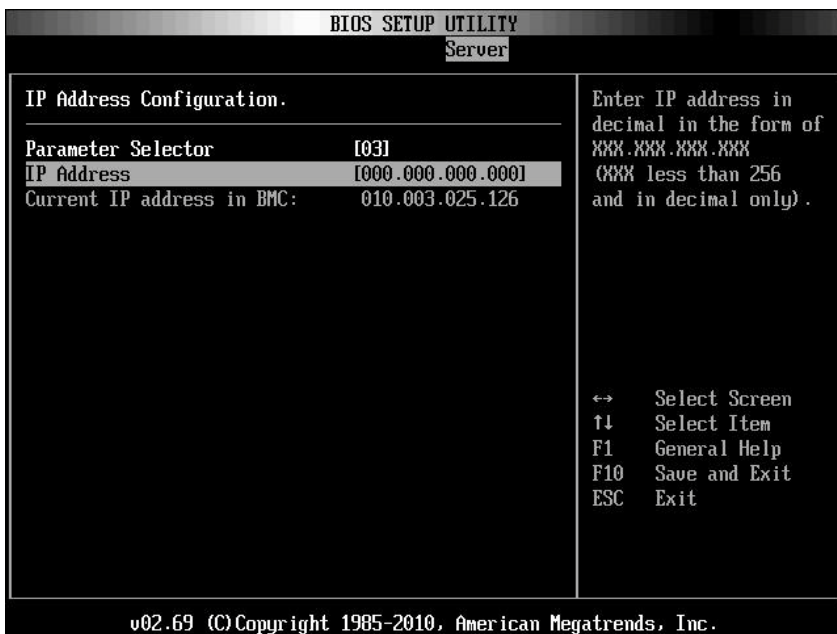 BIOS SETUP UTILITY
Server
IP Address Configuration.
Parameter Selector [03]
IP Address [000.000.000.000]
Current IP address in BMC: 010.003.025.126
Enter IP address in
decimal in the form of
XXX.XXX.XXX.XXX
(XXX less than 256
and in decimal only).
↔ Select Screen
↑↓ Select Item
F1 General Help
F10 Save and Exit
ESC Exit
v02.69 (C)Copyright 1985-2010, American Megatrends, Inc.